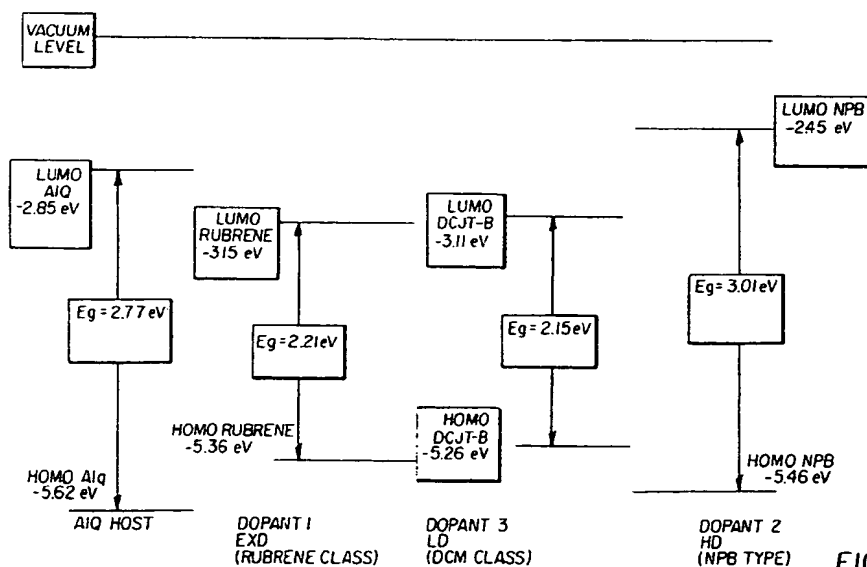 VACUUM
LEVEL
LUMO NPB
-2.45 eV
LUMO
AlQ
-2.85 eV
LUMO
RUBRENE
-3.15 eV
LUMO
DCJT-B
-3.11 eV
Eg = 2.77 eV
Eg = 2.21 eV
Eg = 2.15 eV
Eg = 3.01 eV
HOMO RUBRENE
-5.36 eV
HOMO
DCJT-B
-5.26 eV
HOMO Alq
-5.62 eV
HOMO NPB
-5.46 eV
AlQ HOST
DOPANT 1
EXD
(RUBRENE CLASS)
DOPANT 3
LD
(DCM CLASS)
DOPANT 2
HD
(NPB TYPE)